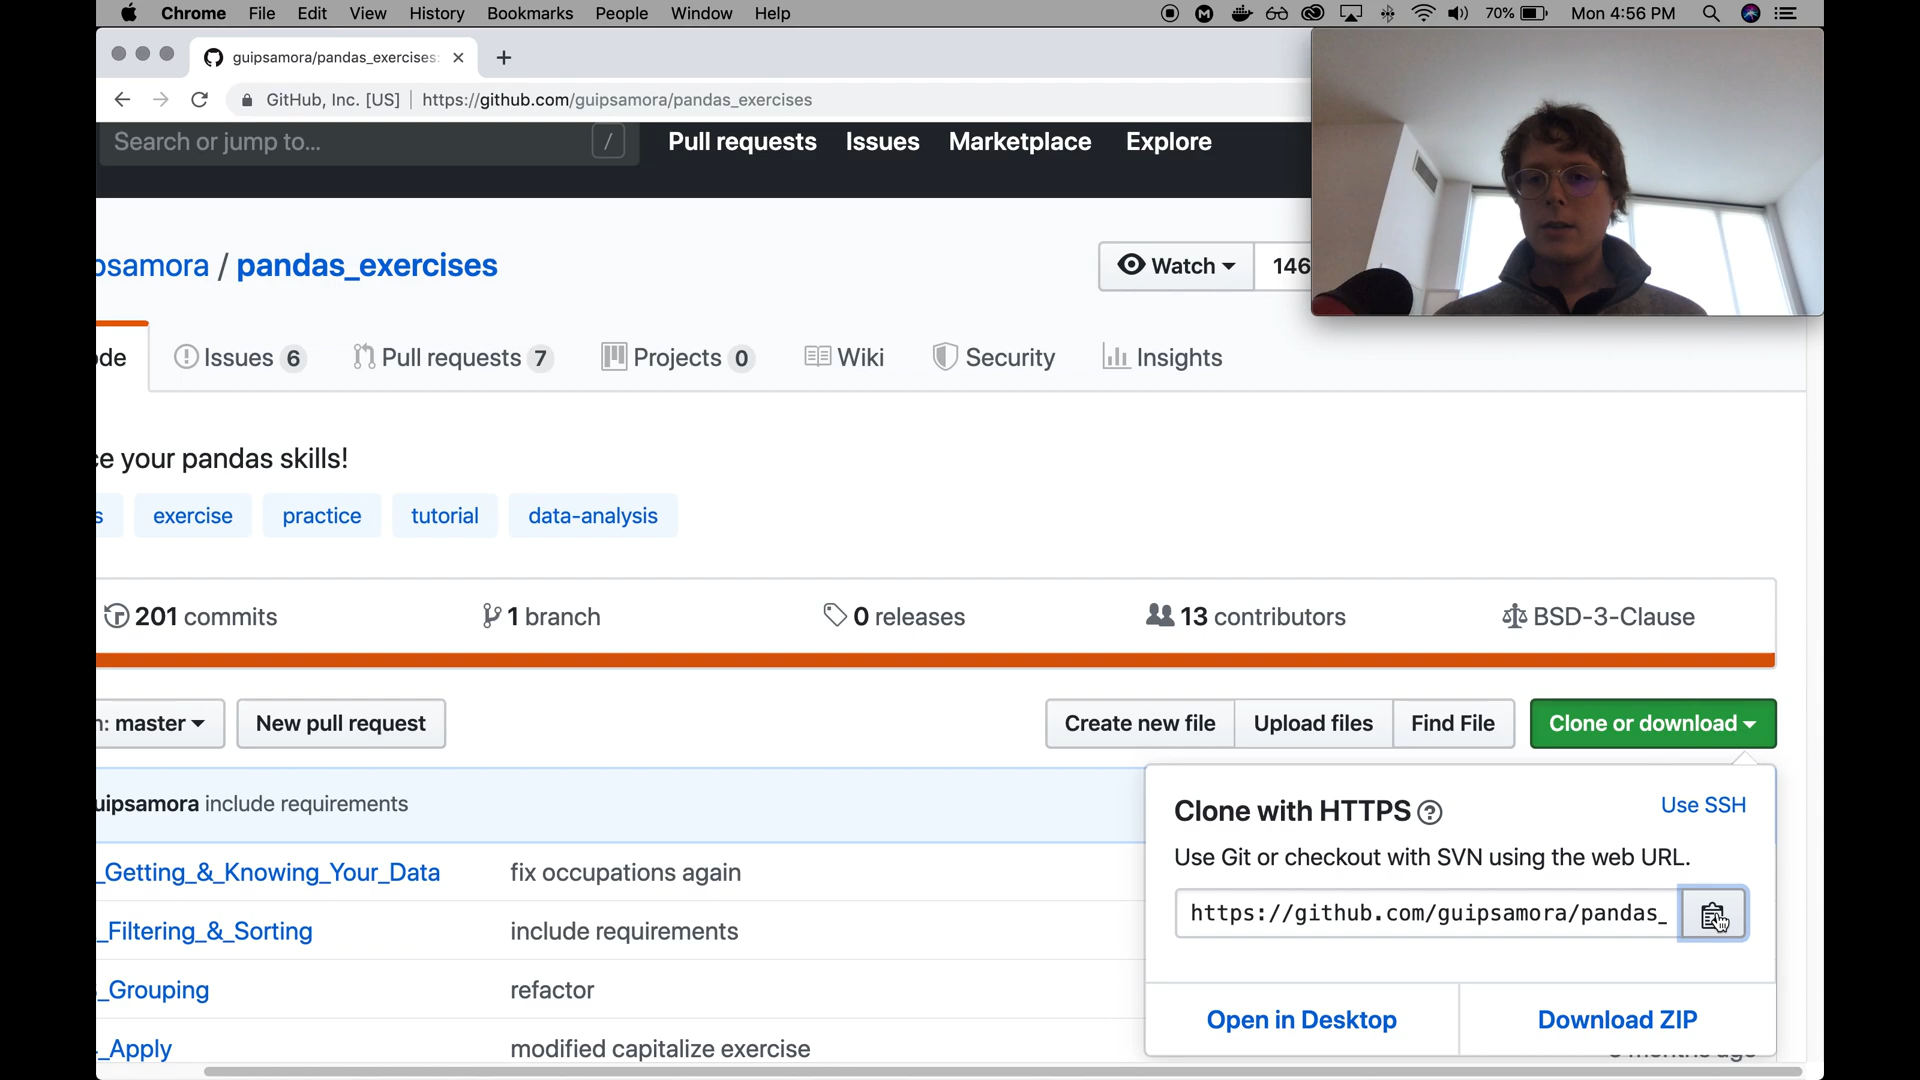 Chrome File Edit View History Bookmarks People Window Help 70% Mon 4:56 PM
guipsamora/pandas_exercises:
GitHub, Inc. [US] https://github.com/guipsamora/pandas_exercises
Search or jump to... / Pull requests Issues Marketplace Explore
psamora / pandas_exercises Watch 146
ode Issues 6 Pull requests 7 Projects 0 Wiki Security Insights
ce your pandas skills!
s exercise practice tutorial data-analysis
201 commits 1 branch 0 releases 13 contributors BSD-3-Clause
h: master New pull request Create new file Upload files Find File Clone or download
uipsamora include requirements
Clone with HTTPS Use SSH
Use Git or checkout with SVN using the web URL.
https://github.com/guipsamora/pandas_
Open in Desktop Download ZIP
_Getting_&_Knowing_Your_Data fix occupations again
_Filtering_&_Sorting include requirements
_Grouping refactor
_Apply modified capitalize exercise